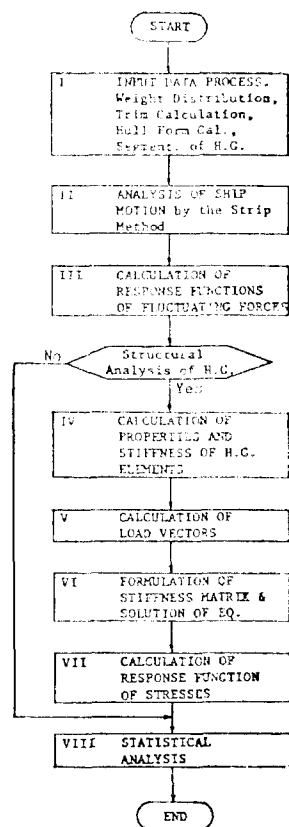 START
I INPUT DATA PROCESS.
Weight Distribution,
Trim Calculation,
Hull Form Cal.,
Segment. of H.G.
II ANALYSIS OF SHIP
MOTION by the Strip
Method
III CALCULATION OF
RESPONSE FUNCTIONS
OF FLUCTUATING FORCES
No
Structural
Analysis of H.G.
Yes
IV CALCULATION OF
PROPERTIES AND
STIFFNESS OF H.G.
ELEMENTS
V CALCULATION OF
LOAD VECTORS
VI FORMULATION OF
STIFFNESS MATRIX &
SOLUTION OF EQ.
VII CALCULATION OF
RESPONSE FUNCTION
OF STRESSES
VIII STATISTICAL
ANALYSIS
END